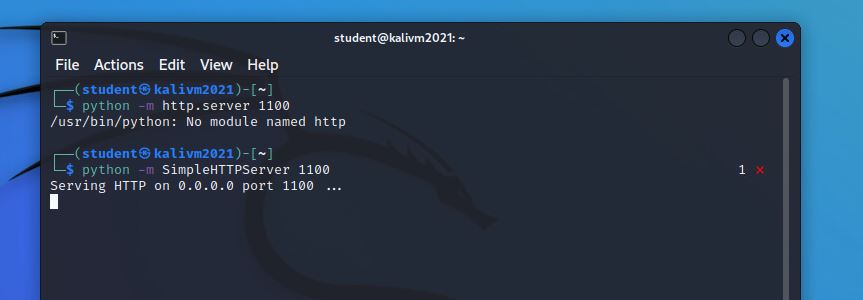 student@kalivm2021: ~
File Actions Edit View Help
┌──(student㉿kalivm2021)-[~]
└─$ python -m http.server 1100
/usr/bin/python: No module named http
┌──(student㉿kalivm2021)-[~]
└─$ python -m SimpleHTTPServer 1100 1 ⨯
Serving HTTP on 0.0.0.0 port 1100 ...